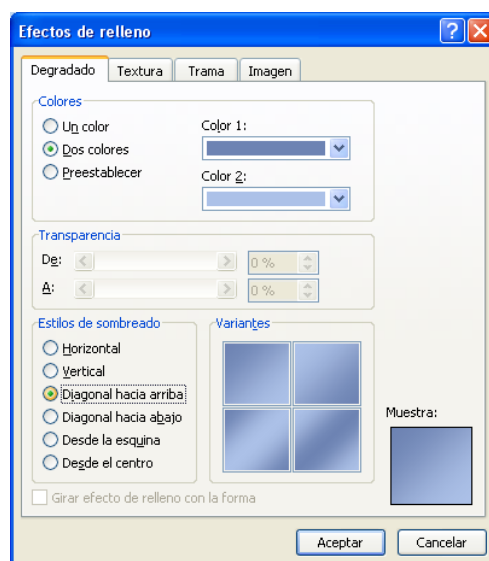 Efectos de relleno
Degradado Textura Trama Imagen
Colores
Un color Color 1:
Dos colores
Preestablecer Color 2:
Transparencia
De: 0 %
A: 0 %
Estilos de sombreado Variantes
Horizontal
Vertical
Diagonal hacia arriba
Diagonal hacia abajo Muestra:
Desde la esquina
Desde el centro
Girar efecto de relleno con la forma
Aceptar Cancelar